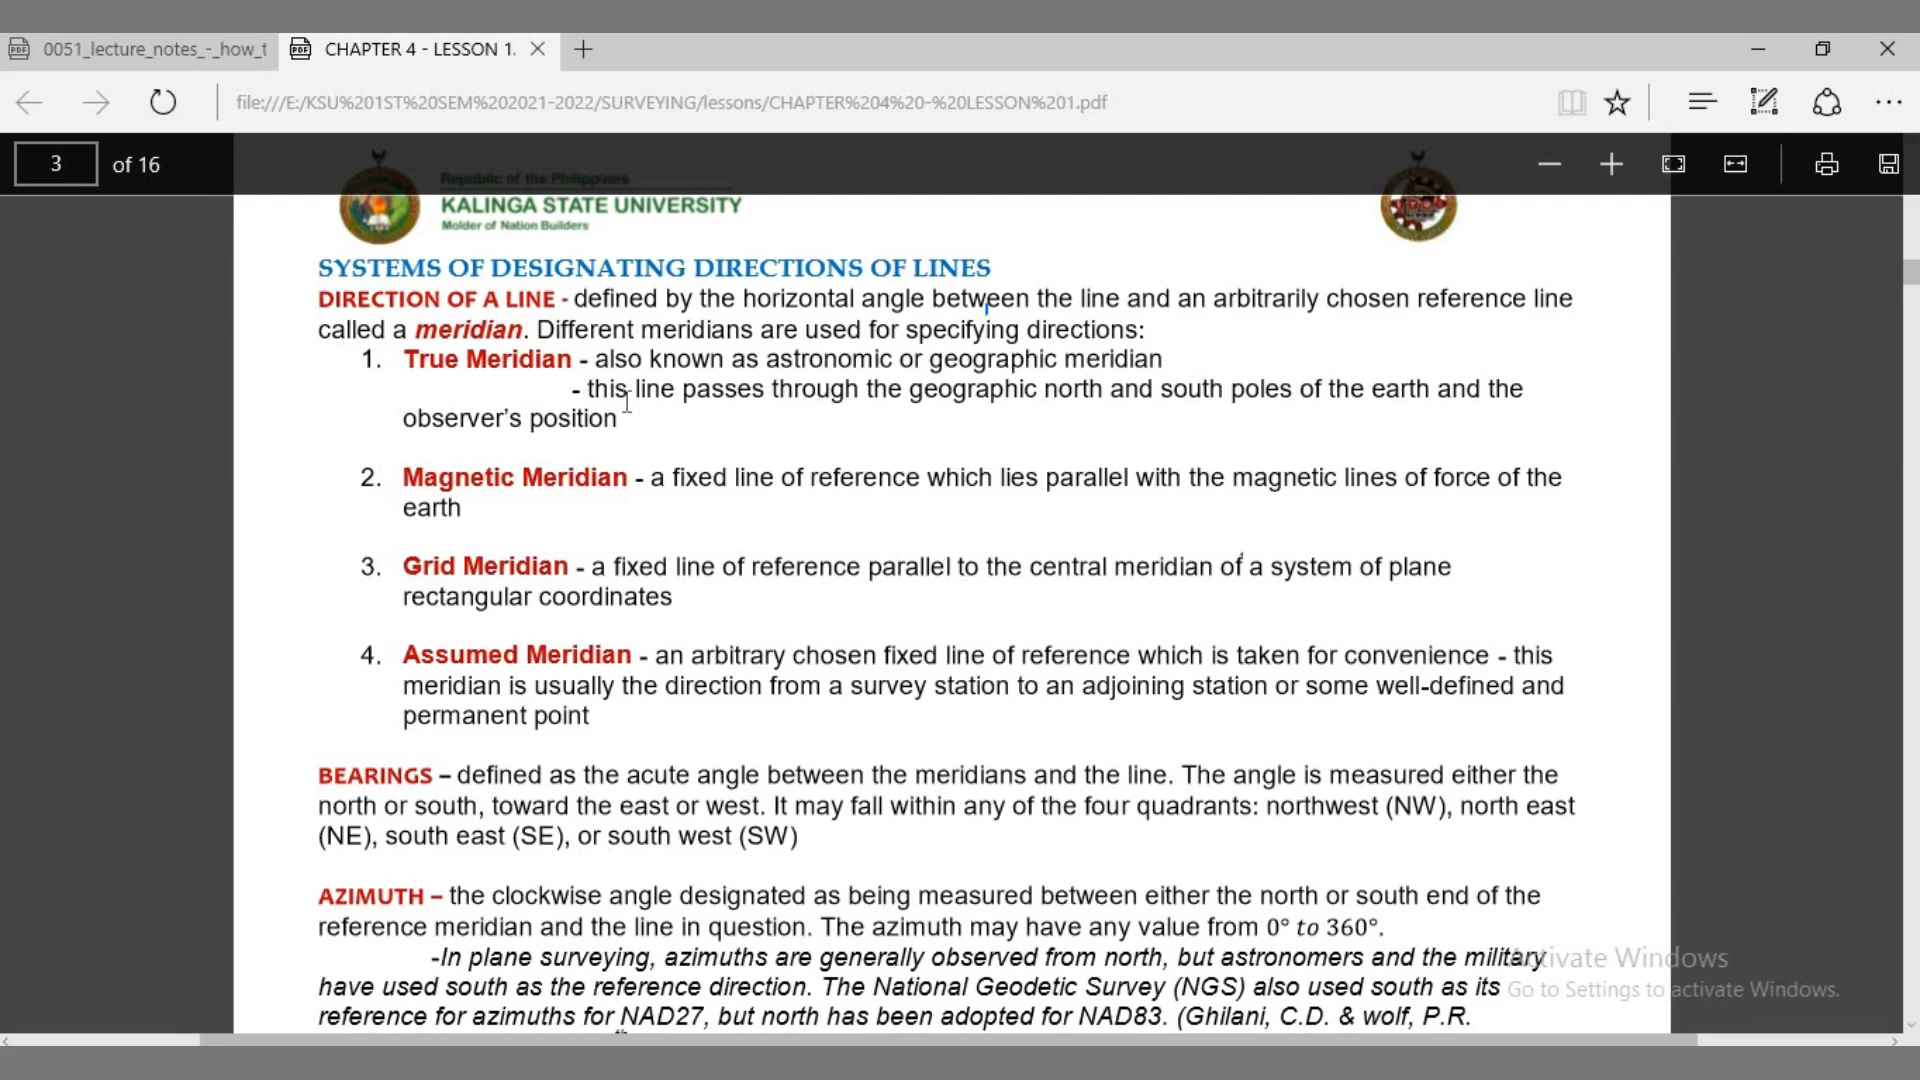 0051_lecture_notes_-_how_t
CHAPTER 4 - LESSON 1.
file:///E:/KSU%201ST%20SEM%202021-2022/SURVEYING/lessons/CHAPTER%204%20-%20LESSON%201.pdf
3 of 16
Republic of the Philippines
KALINGA STATE UNIVERSITY
Molder of Nation Builders
SYSTEMS OF DESIGNATING DIRECTIONS OF LINES
DIRECTION OF A LINE - defined by the horizontal angle between the line and an arbitrarily chosen reference line
called a meridian. Different meridians are used for specifying directions:
1. True Meridian - also known as astronomic or geographic meridian
- this line passes through the geographic north and south poles of the earth and the
observer's position
2. Magnetic Meridian - a fixed line of reference which lies parallel with the magnetic lines of force of the
earth
3. Grid Meridian - a fixed line of reference parallel to the central meridian of a system of plane
rectangular coordinates
4. Assumed Meridian - an arbitrary chosen fixed line of reference which is taken for convenience - this
meridian is usually the direction from a survey station to an adjoining station or some well-defined and
permanent point
BEARINGS – defined as the acute angle between the meridians and the line. The angle is measured either the
north or south, toward the east or west. It may fall within any of the four quadrants: northwest (NW), north east
(NE), south east (SE), or south west (SW)
AZIMUTH – the clockwise angle designated as being measured between either the north or south end of the
reference meridian and the line in question. The azimuth may have any value from 0° to 360°.
-In plane surveying, azimuths are generally observed from north, but astronomers and the military
have used south as the reference direction. The National Geodetic Survey (NGS) also used south as its
reference for azimuths for NAD27, but north has been adopted for NAD83. (Ghilani, C.D. & wolf, P.R.
Activate Windows
Go to Settings to activate Windows.